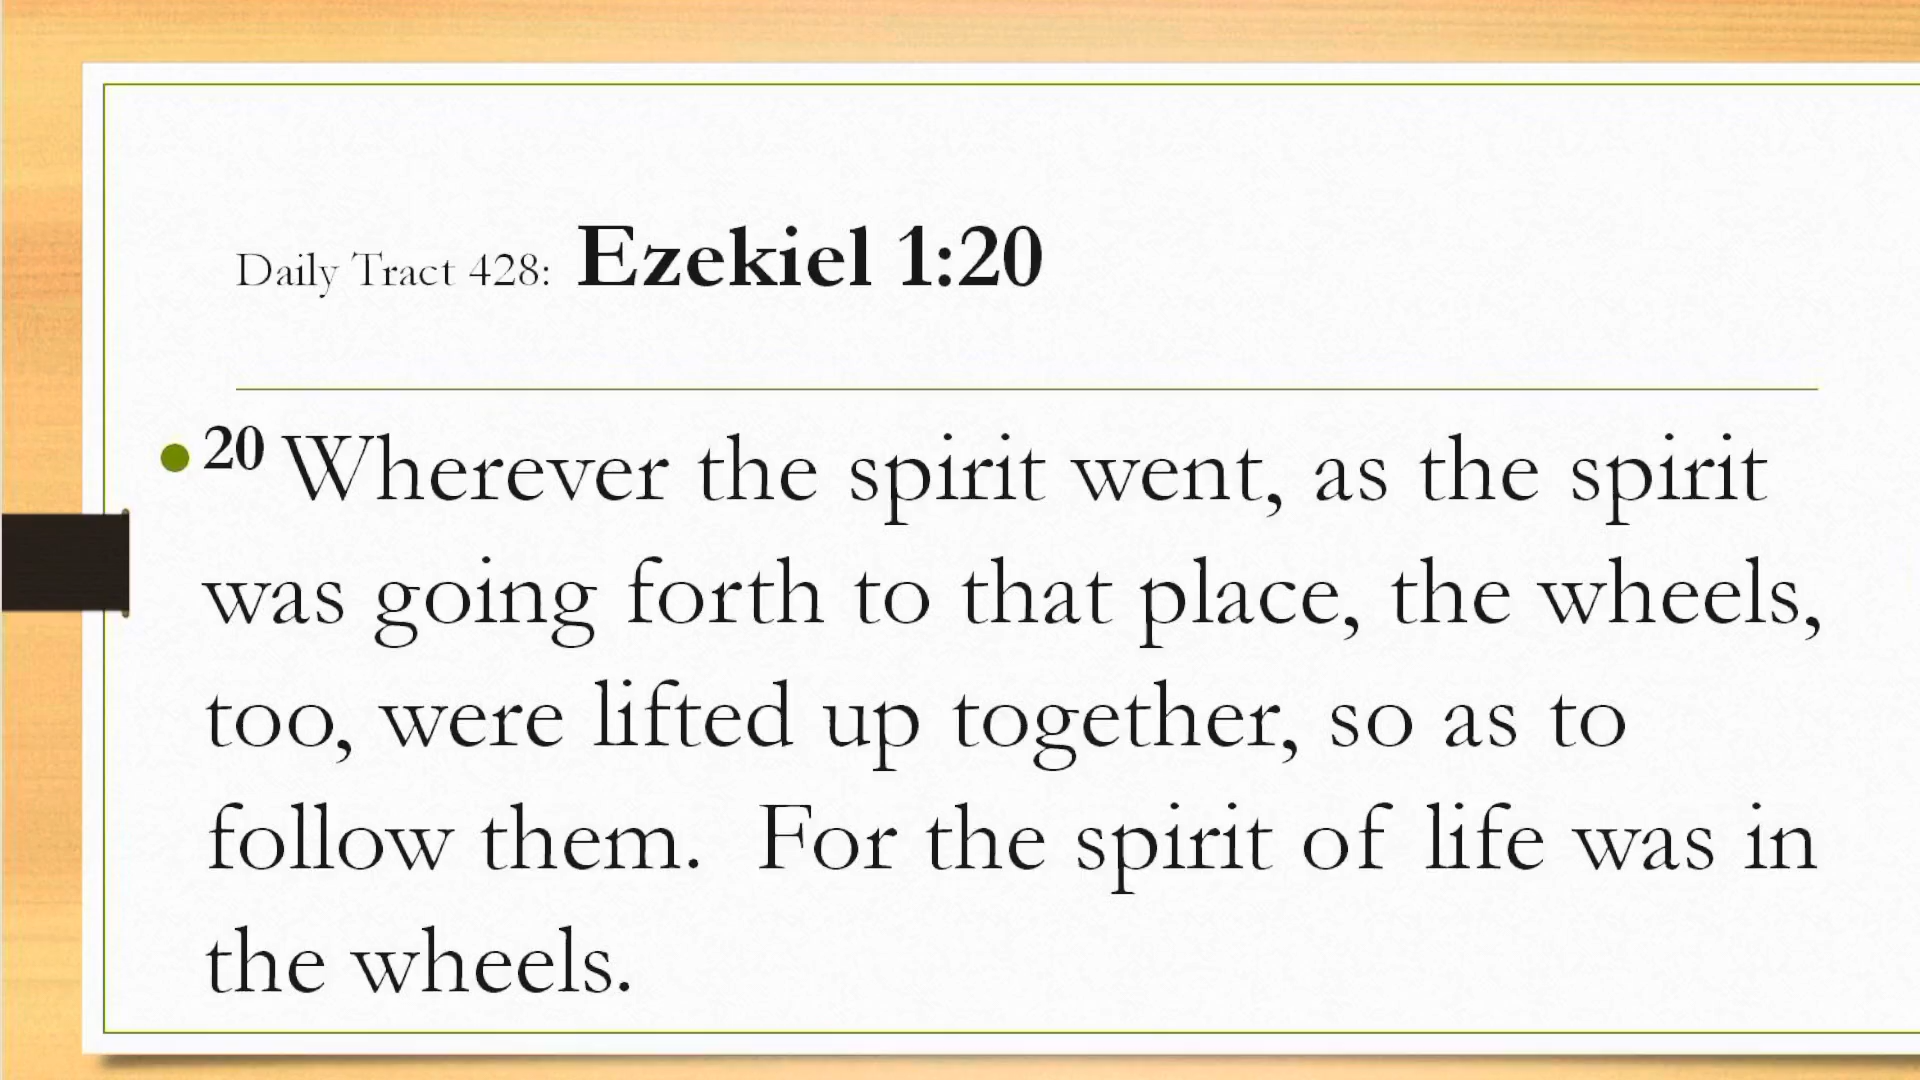 Daily Tract 428: Ezekiel 1:20
20 Wherever the spirit went, as the spirit
was going forth to that place, the wheels,
too, were lifted up together, so as to
follow them.  For the spirit of life was in
the wheels.